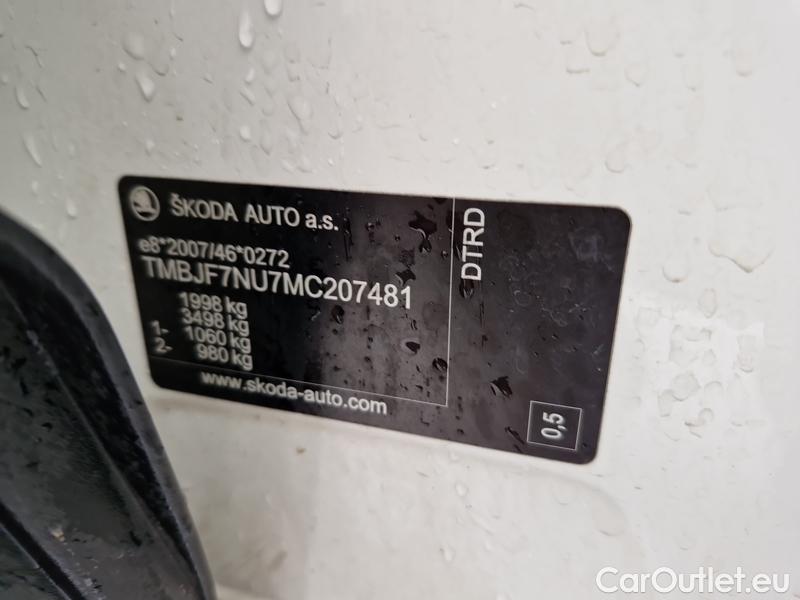 ŠKODA AUTO a.s.
e8*2007/46*0272
TMBJF7NU7MC207481
1998 kg
3498 kg
1- 1060 kg
2- 980 kg
www.skoda-auto.com
DTRD
0,5
CarOutlet.eu